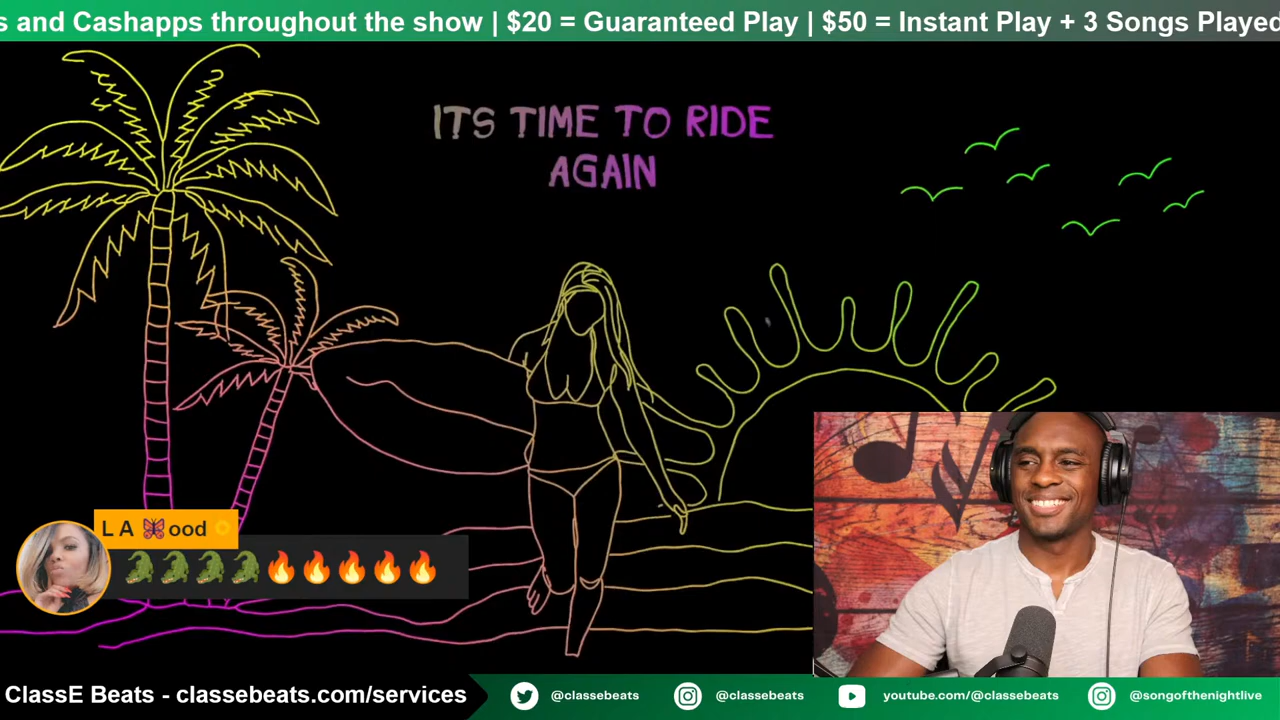 s and Cashapps throughout the show | $20 = Guaranteed Play | $50 = Instant Play + 3 Songs Played
ITS TIME TO RIDE
AGAIN
L A 🦋ood
🐊🐊🐊🐊🔥🔥🔥🔥🔥
ClassE Beats - classebeats.com/services
@classebeats
@classebeats
youtube.com/@classebeats
@songofthenightlive